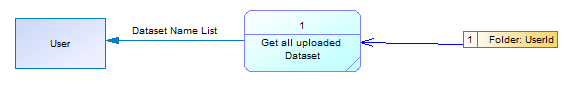 User
Dataset Name List
1
Get all uploaded
Dataset
1 Folder: UserId